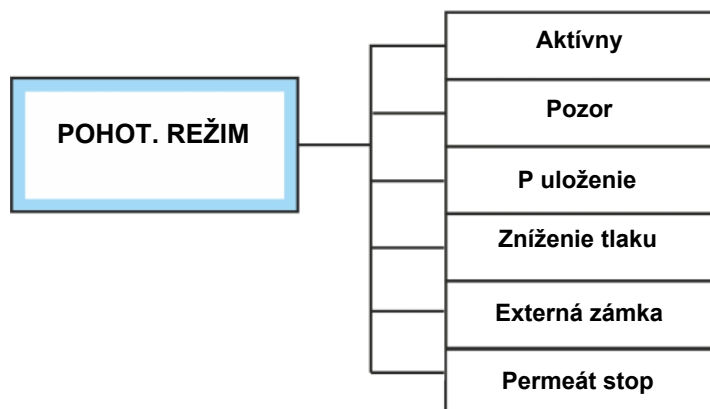 POHOT. REŽIM
Aktívny
Pozor
P uloženie
Zníženie tlaku
Externá zámka
Permeát stop